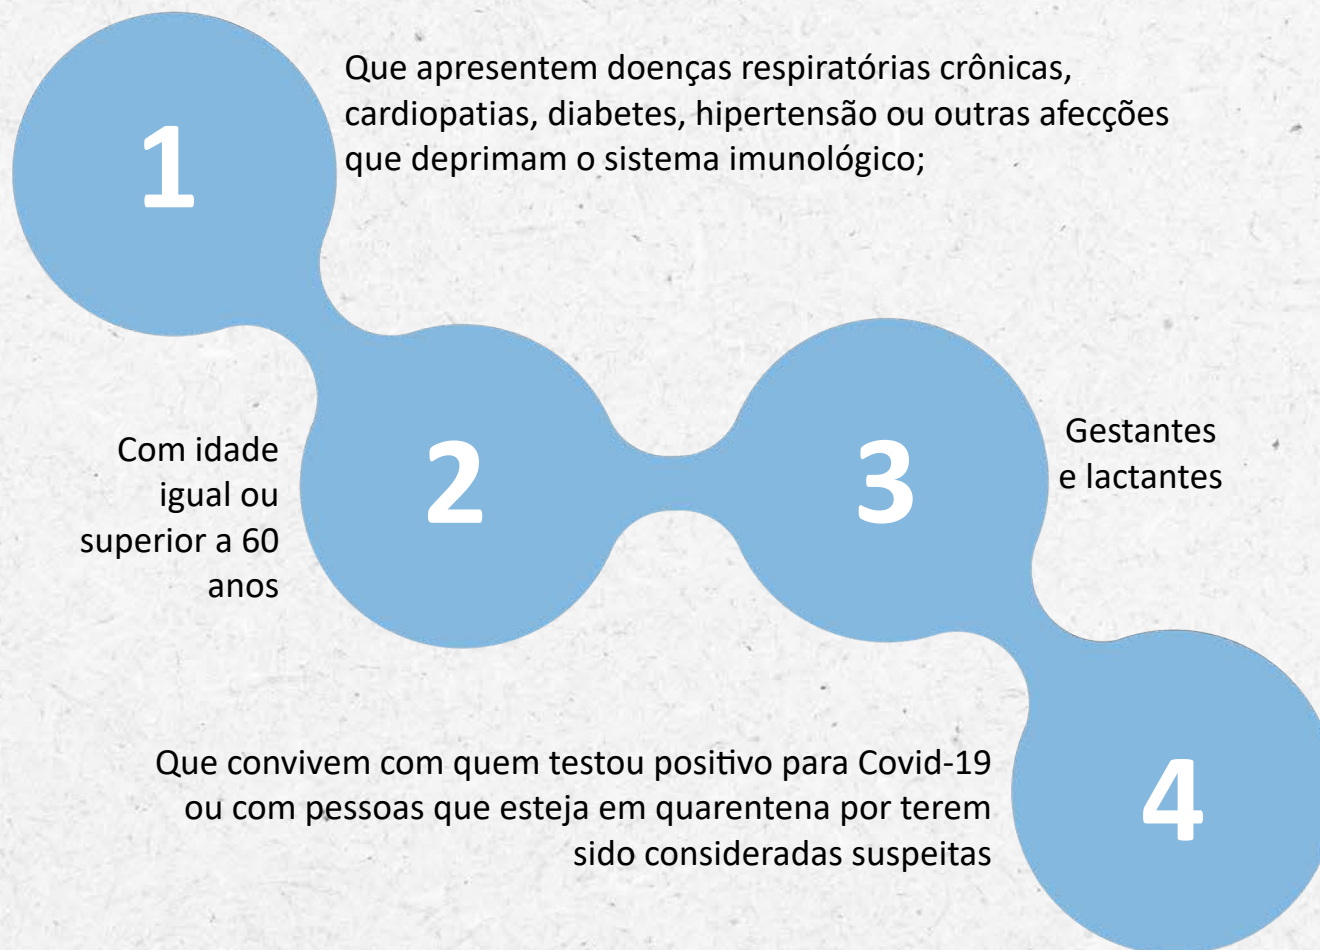 1
Que apresentem doenças respiratórias crônicas,
cardiopatias, diabetes, hipertensão ou outras afecções
que deprimam o sistema imunológico;
2
Com idade
igual ou
superior a 60
anos
3
Gestantes
e lactantes
4
Que convivem com quem testou positivo para Covid-19
ou com pessoas que esteja em quarentena por terem
sido consideradas suspeitas